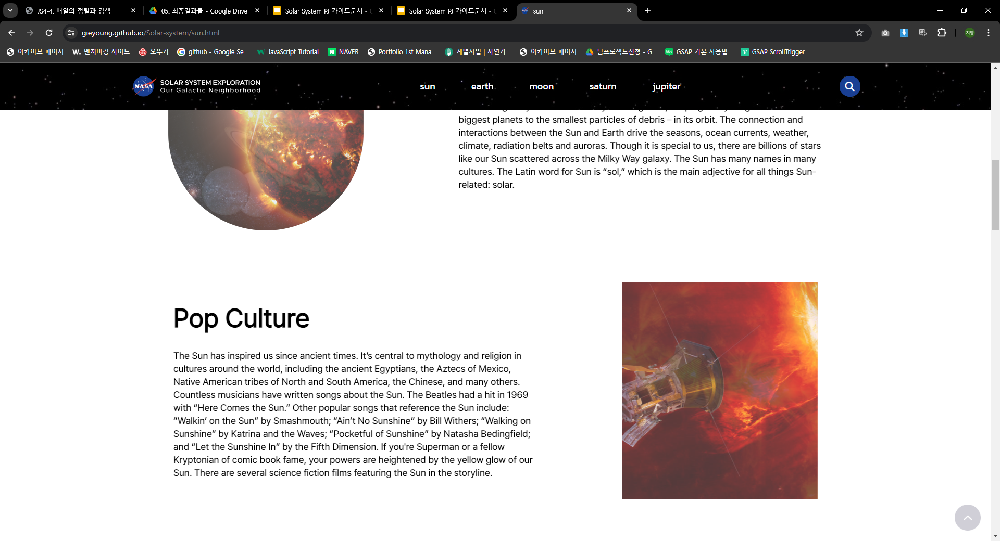 JS4-4. 배열의 정렬과 검색
05. 최종결과물 - Google Drive
Solar System PJ 가이드문서 -
Solar System PJ 가이드문서 -
sun
gieyoung.github.io/Solar-system/sun.html
지영
아카이브 페이지
W. 벤치마킹 사이트
오뚜기
github - Google Se...
JavaScript Tutorial
NAVER
Portfolio 1st Mana...
계열사업 | 자연가...
아카이브 페이지
팀프로젝트신청 - G...
GSAP 기본 사용법...
GSAP ScrollTrigger
NASA
SOLAR SYSTEM EXPLORATION
Our Galactic Neighborhood
sun
earth
moon
saturn
jupiter
biggest planets to the smallest particles of debris – in its orbit. The connection and
interactions between the Sun and Earth drive the seasons, ocean currents, weather,
climate, radiation belts and auroras. Though it is special to us, there are billions of stars
like our Sun scattered across the Milky Way galaxy. The Sun has many names in many
cultures. The Latin word for Sun is “sol,” which is the main adjective for all things Sun-
related: solar.
Pop Culture
The Sun has inspired us since ancient times. It’s central to mythology and religion in
cultures around the world, including the ancient Egyptians, the Aztecs of Mexico,
Native American tribes of North and South America, the Chinese, and many others.
Countless musicians have written songs about the Sun. The Beatles had a hit in 1969
with “Here Comes the Sun.” Other popular songs that reference the Sun include:
“Walkin’ on the Sun” by Smashmouth; “Ain’t No Sunshine” by Bill Withers; “Walking on
Sunshine” by Katrina and the Waves; “Pocketful of Sunshine” by Natasha Bedingfield;
and “Let the Sunshine In” by the Fifth Dimension. If you're Superman or a fellow
Kryptonian of comic book fame, your powers are heightened by the yellow glow of our
Sun. There are several science fiction films featuring the Sun in the storyline.